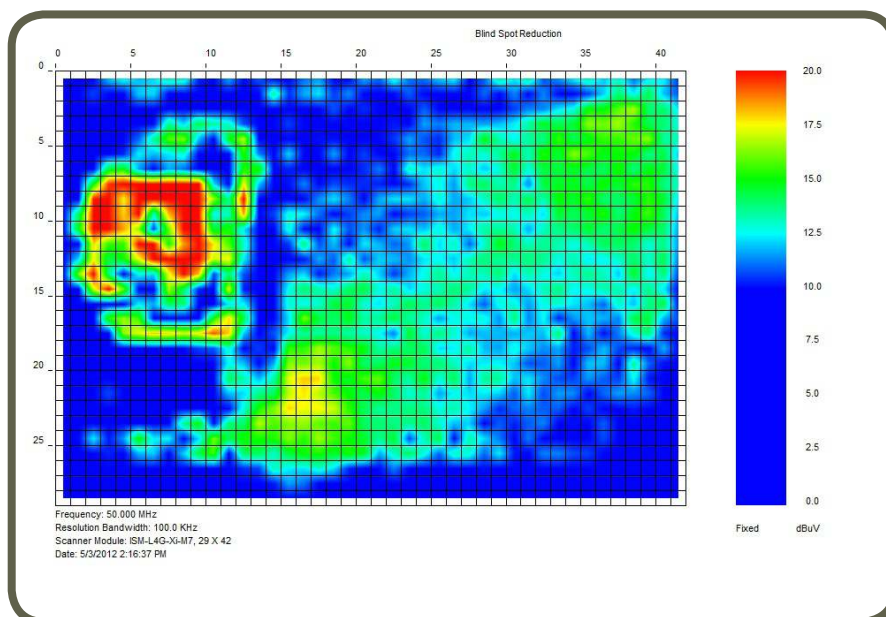 Blind Spot Reduction
0 5 10 15 20 25 30 35 40
0
5
10
15
20
25
20.0
17.5
15.0
12.5
10.0
7.5
5.0
2.5
0.0
Fixed dBuV
Frequency: 50.000 MHz
Resolution Bandwidth: 100.0 KHz
Scanner Module: ISM-L4G-Xi-M7, 29 X 42
Date: 5/3/2012 2:16:37 PM